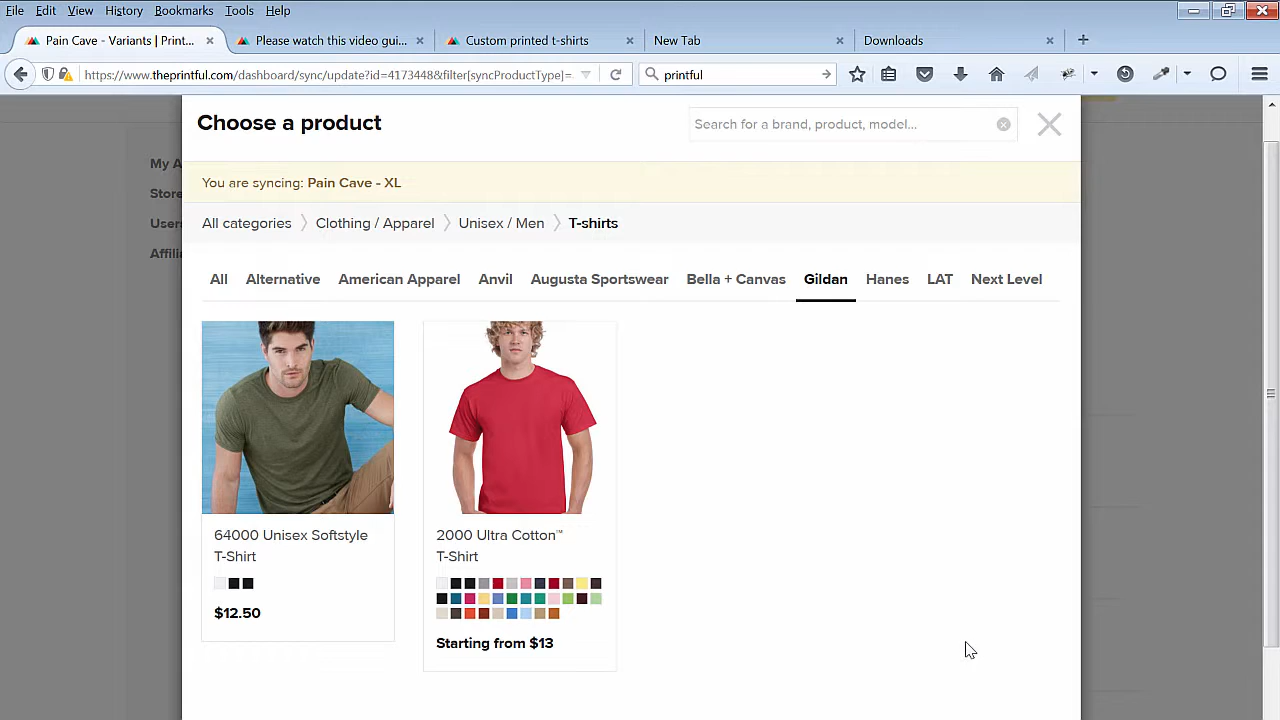 File Edit View History Bookmarks Tools Help
Pain Cave - Variants | Print...
Please watch this video gui...
Custom printed t-shirts
New Tab
Downloads
https://www.theprintful.com/dashboard/sync/update?id=4173448&filter[syncProductType]=
printful
Choose a product
Search for a brand, product, model...
My A
You are syncing: Pain Cave - XL
Store
All categories Clothing / Apparel Unisex / Men T-shirts
Usern
Affilia
All Alternative American Apparel Anvil Augusta Sportswear Bella + Canvas Gildan Hanes LAT Next Level
64000 Unisex Softstyle
T-Shirt
$12.50
2000 Ultra Cotton™
T-Shirt
Starting from $13